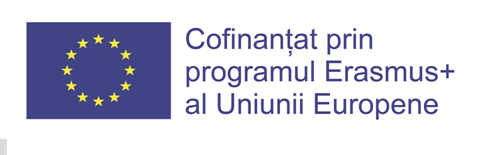 Cofinanțat prin
programul Erasmus+
al Uniunii Europene